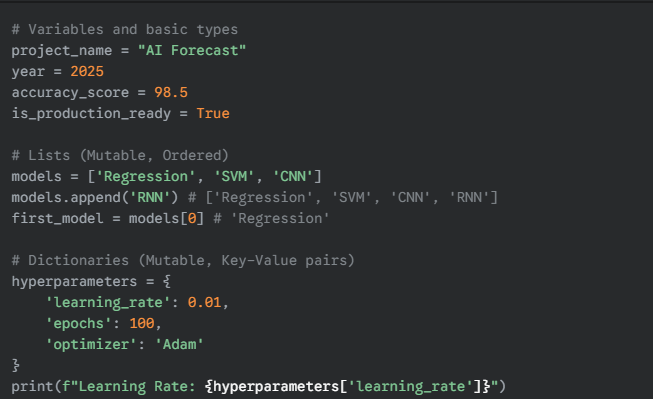 # Variables and basic types
project_name = "AI Forecast"
year = 2025
accuracy_score = 98.5
is_production_ready = True

# Lists (Mutable, Ordered)
models = ['Regression', 'SVM', 'CNN']
models.append('RNN') # ['Regression', 'SVM', 'CNN', 'RNN']
first_model = models[0] # 'Regression'

# Dictionaries (Mutable, Key-Value pairs)
hyperparameters = {
    'learning_rate': 0.01,
    'epochs': 100,
    'optimizer': 'Adam'
}
print(f"Learning Rate: {hyperparameters['learning_rate']}")